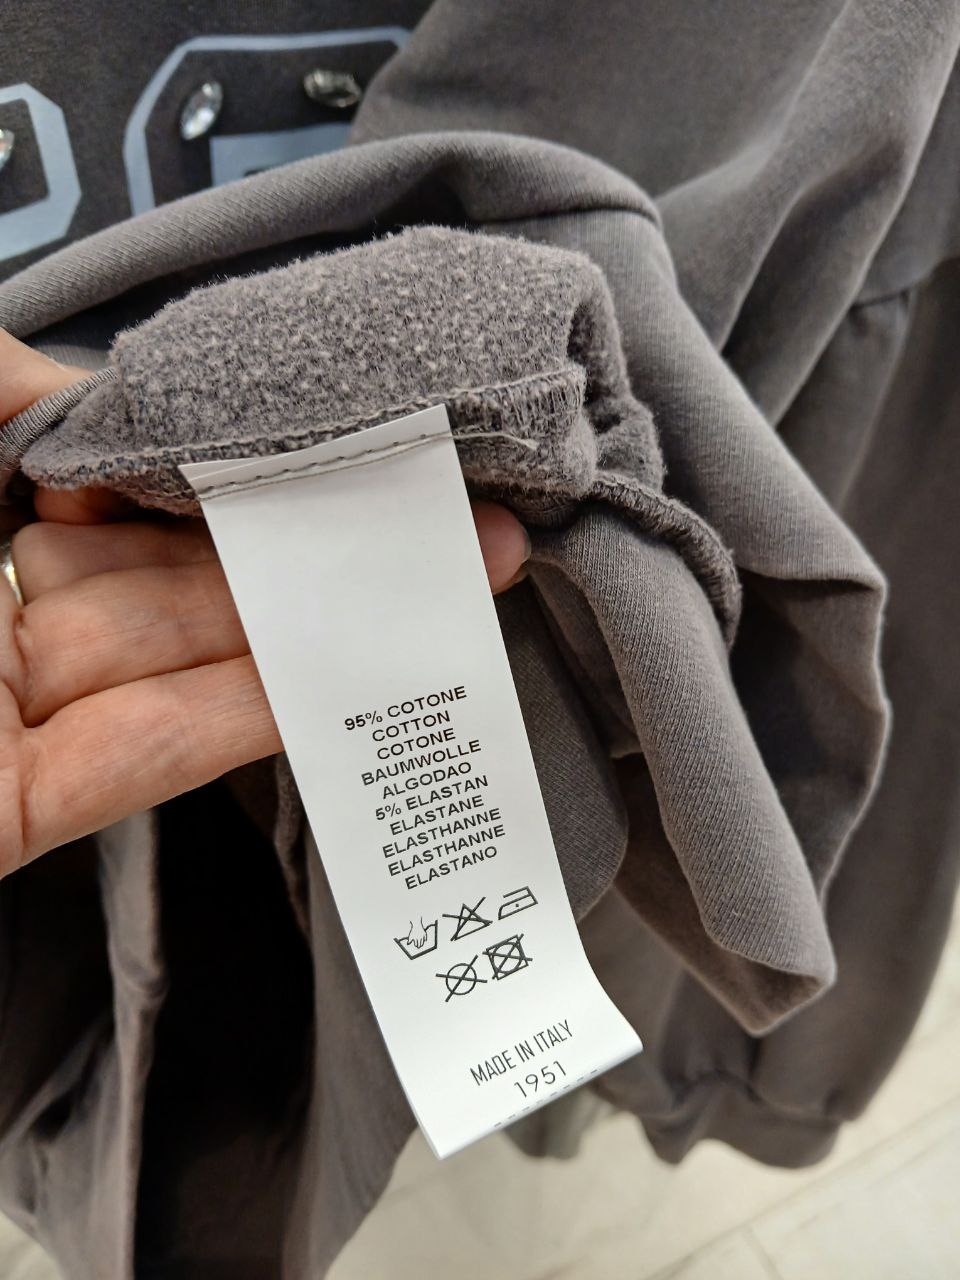 95% COTONE
COTTON
COTONE
BAUMWOLLE
ALGODAO
5% ELASTAN
ELASTANE
ELASTHANNE
ELASTHANNE
ELASTANO
MADE IN ITALY
1951